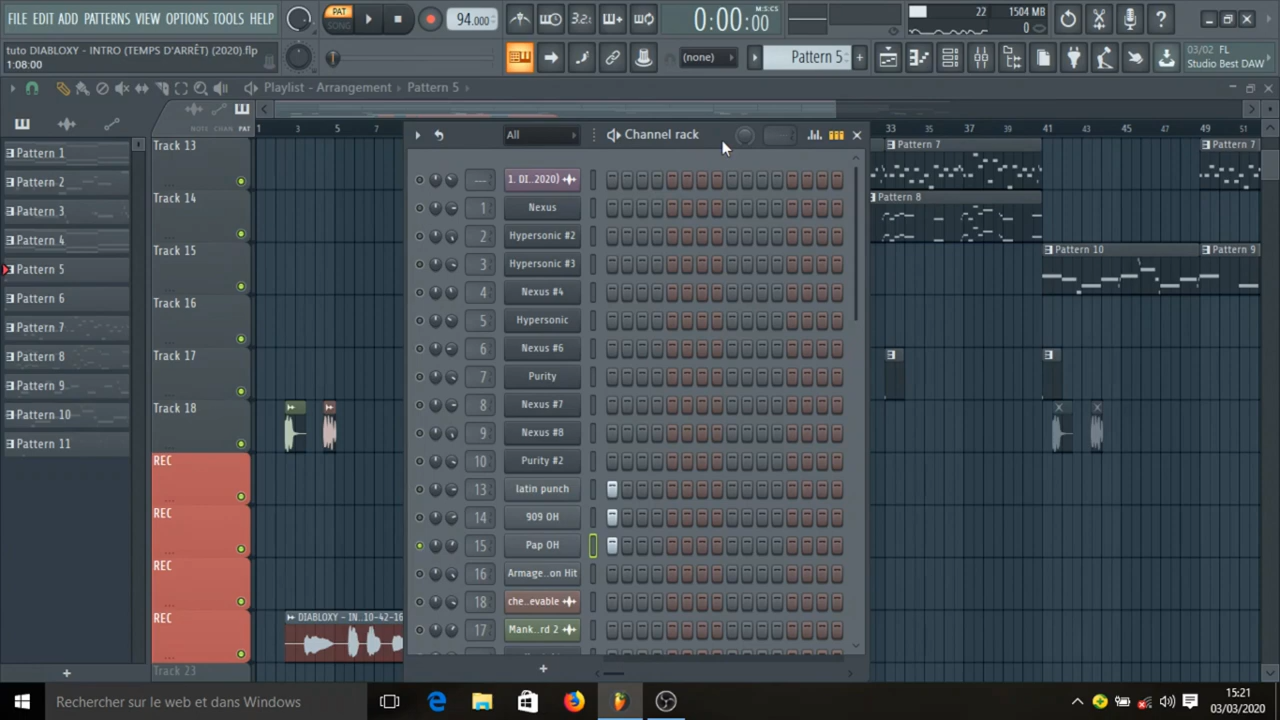 FILE EDIT ADD PATTERNS VIEW OPTIONS TOOLS HELP
PAT
SONG
94.000
3.2:
M:S:CS
0:00:00
22
1504 MB
0
tuto DIABLOXY - INTRO (TEMPS D'ARRÊT) (2020).flp
1:08:00
(none)
Pattern 5
03/02 FL
Studio Best DAW
Playlist - Arrangement
Pattern 5
NOTE CHAN PAT
1 3 5 7
33 35 37 39 41 43 45 47 49 51
Channel rack
All
Pattern 1
Pattern 2
Pattern 3
Pattern 4
Pattern 5
Pattern 6
Pattern 7
Pattern 8
Pattern 9
Pattern 10
Pattern 11
Track 13
Track 14
Track 15
Track 16
Track 17
Track 18
REC
REC
REC
REC
Track 23
1. DI..2020)
1 Nexus
2 Hypersonic #2
3 Hypersonic #3
4 Nexus #4
5 Hypersonic
6 Nexus #6
7 Purity
8 Nexus #7
9 Nexus #8
10 Purity #2
13 latin punch
14 909 OH
15 Pap OH
16 Armage..on Hit
18 che..evable
17 Mank..rd 2
Pattern 7
Pattern 7
Pattern 8
Pattern 10
Pattern 9
DIABLOXY - IN..10-42-16
Rechercher sur le web et dans Windows
15:21
03/03/2020